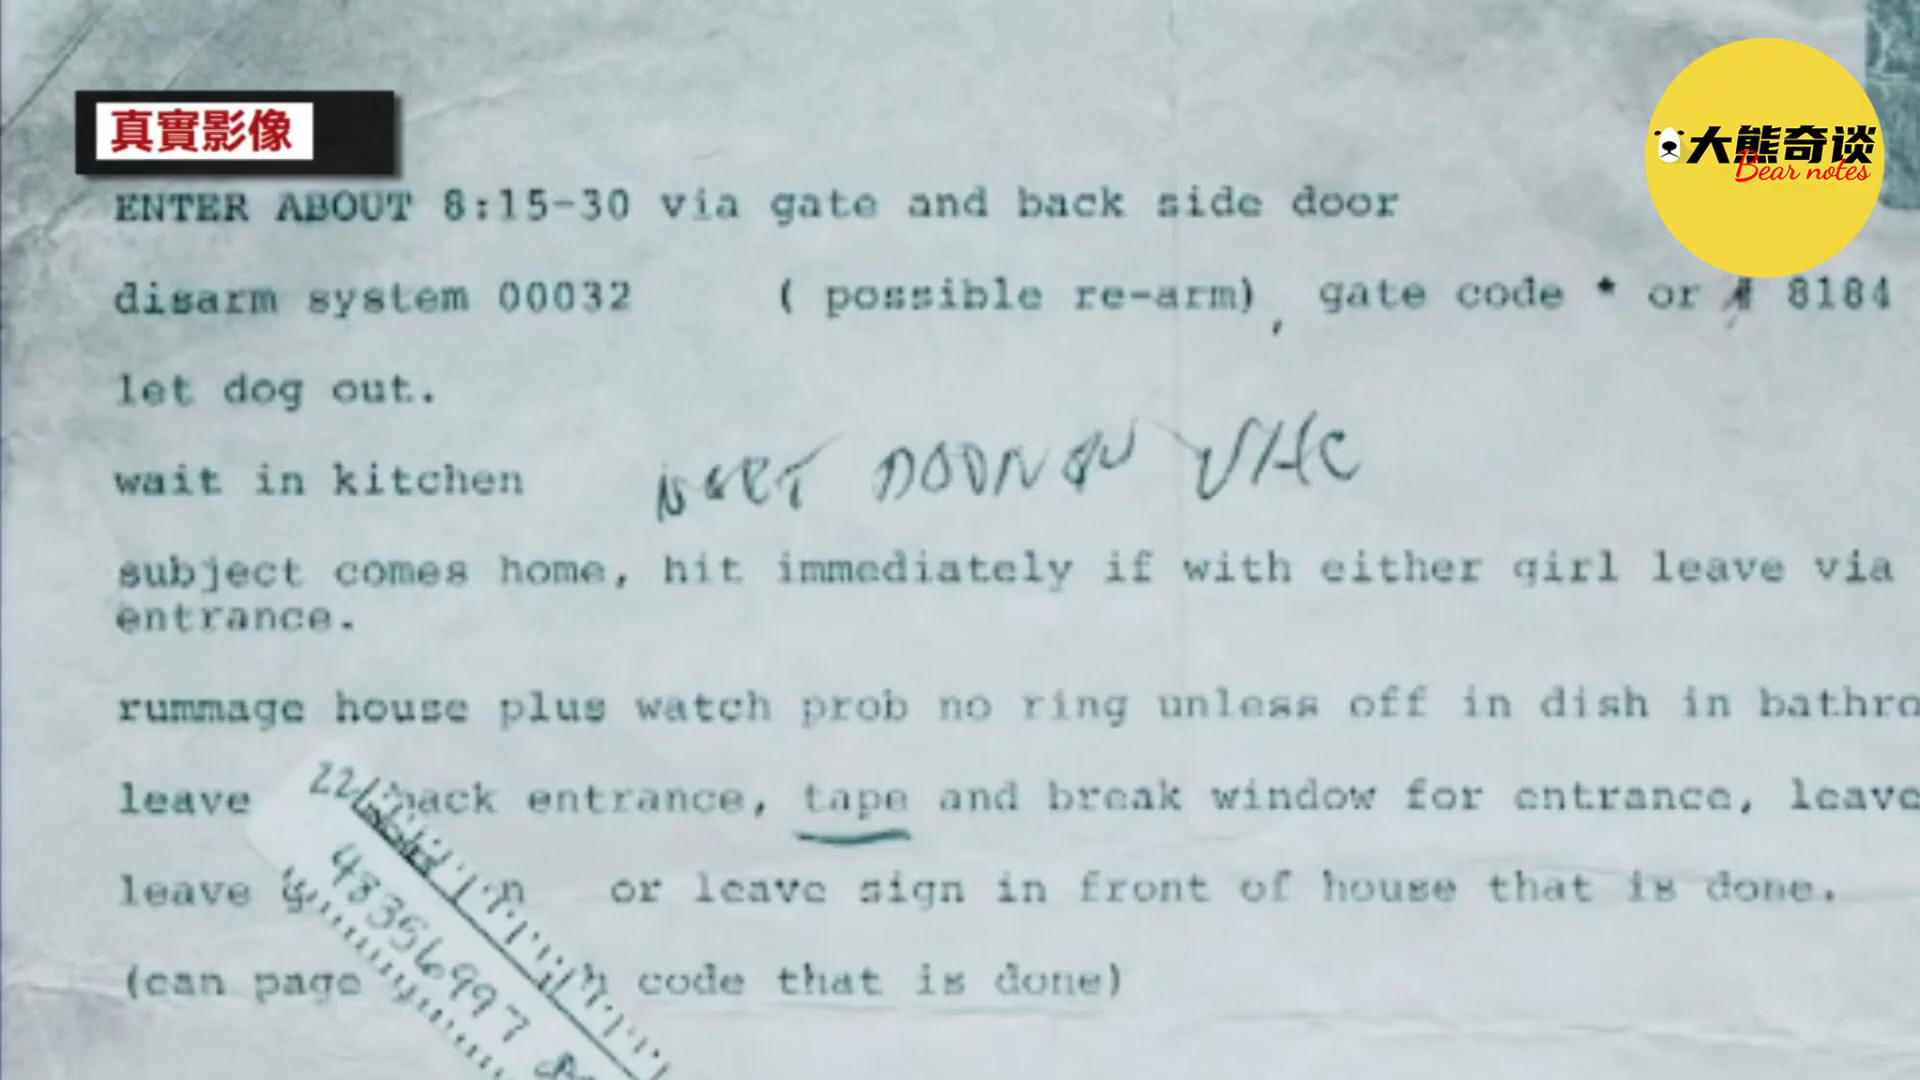 真實影像
大熊奇谈
Bear notes
ENTER ABOUT 8:15-30 via gate and back side door
disarm system 00032 ( possible re-arm), gate code * or # 8184
let dog out.
wait in kitchen
subject comes home, hit immediately if with either girl leave via
entrance.
rummage house plus watch prob no ring unless off in dish in bathro
leave back entrance, tape and break window for entrance, leave
leave or leave sign in front of house that is done.
(can page code that is done)
48356997